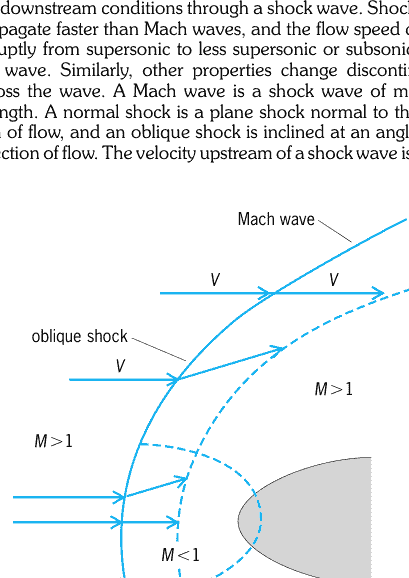 downstream conditions through a shock wave. Shoc
pagate faster than Mach waves, and the flow speed c
uptly from supersonic to less supersonic or subsonic
wave. Similarly, other properties change discontir
oss the wave. A Mach wave is a shock wave of m
ngth. A normal shock is a plane shock normal to th
of flow, and an oblique shock is inclined at an angl
ction of flow. The velocity upstream of a shock wave is
Mach wave
V V
oblique shock
V
M > 1
M > 1
M < 1